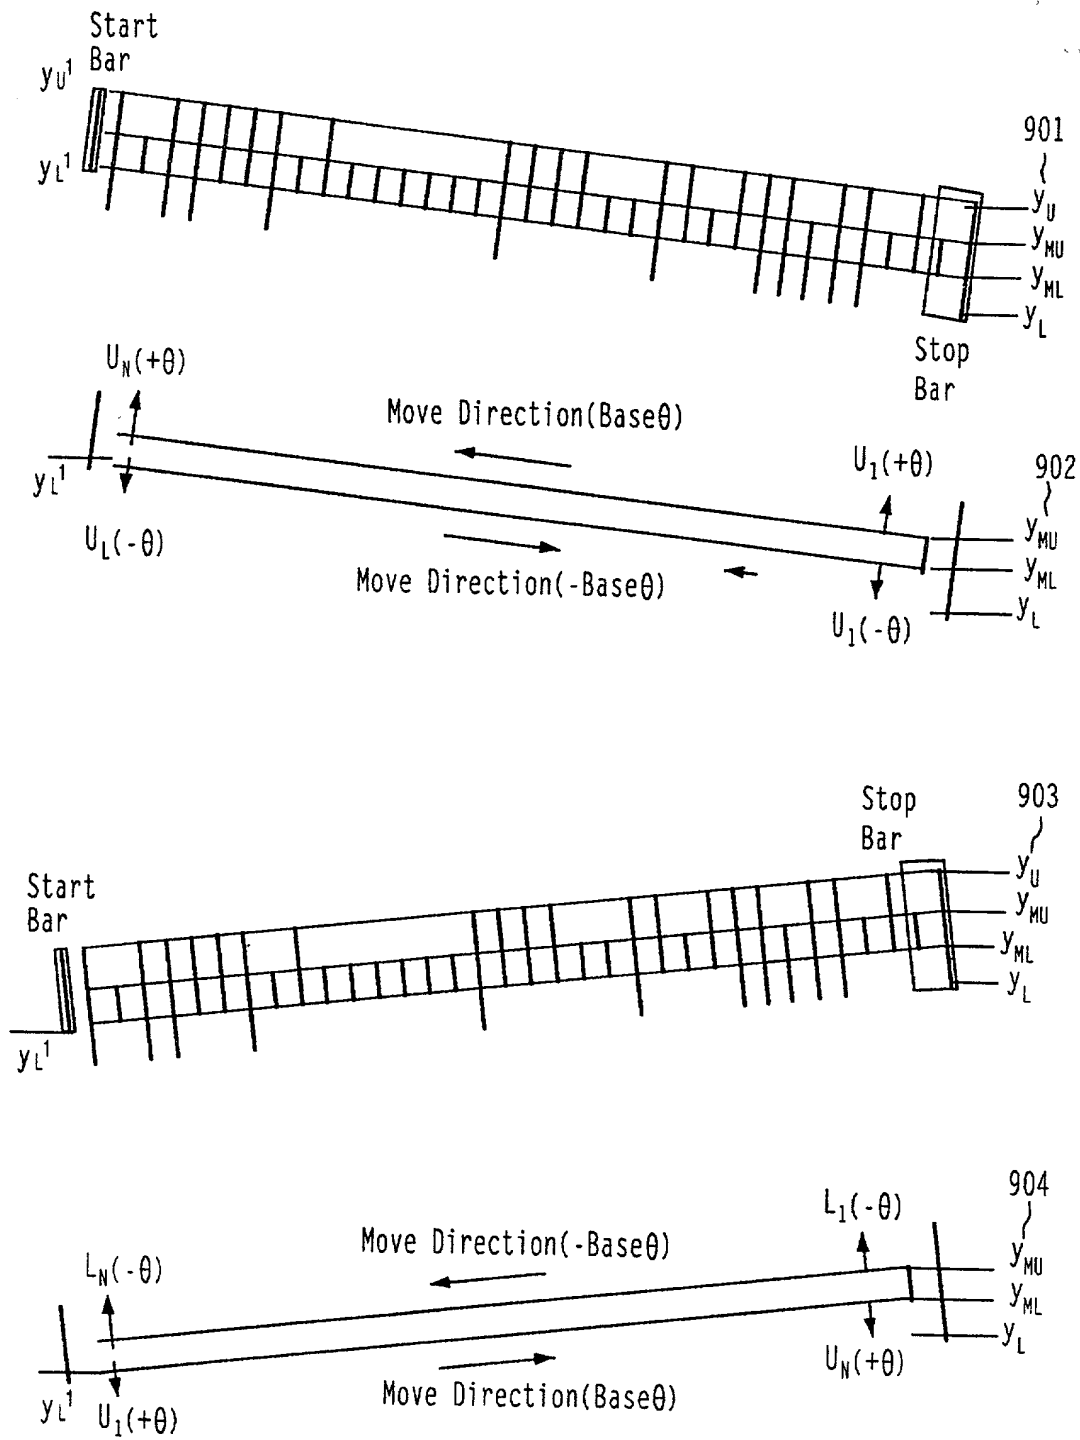 Start
Bar
yU1
yL1
901
yU
yMU
yML
yL
Stop
Bar
UN(+θ)
Move Direction(Baseθ)
U1(+θ)
902
yL1
UL(-θ)
Move Direction(-Baseθ)
yMU
yML
yL
U1(-θ)
Stop
Bar
903
Start
Bar
yU
yMU
yML
yL
yL1
904
L1(-θ)
Move Direction(-Baseθ)
LN(-θ)
yMU
yML
yL
UN(+θ)
yL1
U1(+θ)
Move Direction(Baseθ)